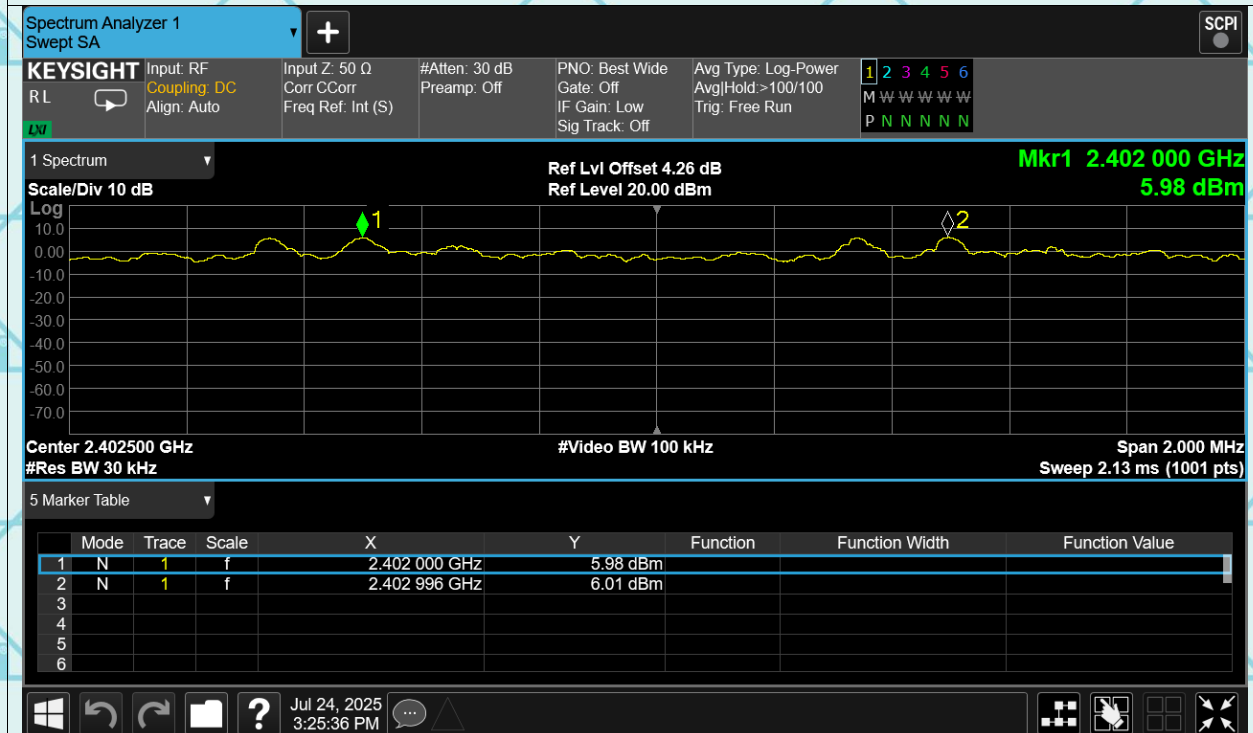 Spectrum Analyzer 1
Swept SA
+
SCPI
KEYSIGHT
RL
LXI
Input: RF
Coupling: DC
Align: Auto
Input Z: 50 Ω
Corr CCorr
Freq Ref: Int (S)
#Atten: 30 dB
Preamp: Off
PNO: Best Wide
Gate: Off
IF Gain: Low
Sig Track: Off
Avg Type: Log-Power
Avg|Hold:>100/100
Trig: Free Run
1 2 3 4 5 6
M W W W W W
P N N N N N
1 Spectrum
Scale/Div 10 dB
Ref Lvl Offset 4.26 dB
Ref Level 20.00 dBm
Mkr1 2.402 000 GHz
5.98 dBm
Log
10.0
0.00
-10.0
-20.0
-30.0
-40.0
-50.0
-60.0
-70.0
1
2
Center 2.402500 GHz
#Video BW 100 kHz
Span 2.000 MHz
#Res BW 30 kHz
Sweep 2.13 ms (1001 pts)
5 Marker Table
Mode Trace Scale X Y Function Function Width Function Value
1 N 1 f 2.402 000 GHz 5.98 dBm
2 N 1 f 2.402 996 GHz 6.01 dBm
3
4
5
6
?
Jul 24, 2025
3:25:36 PM